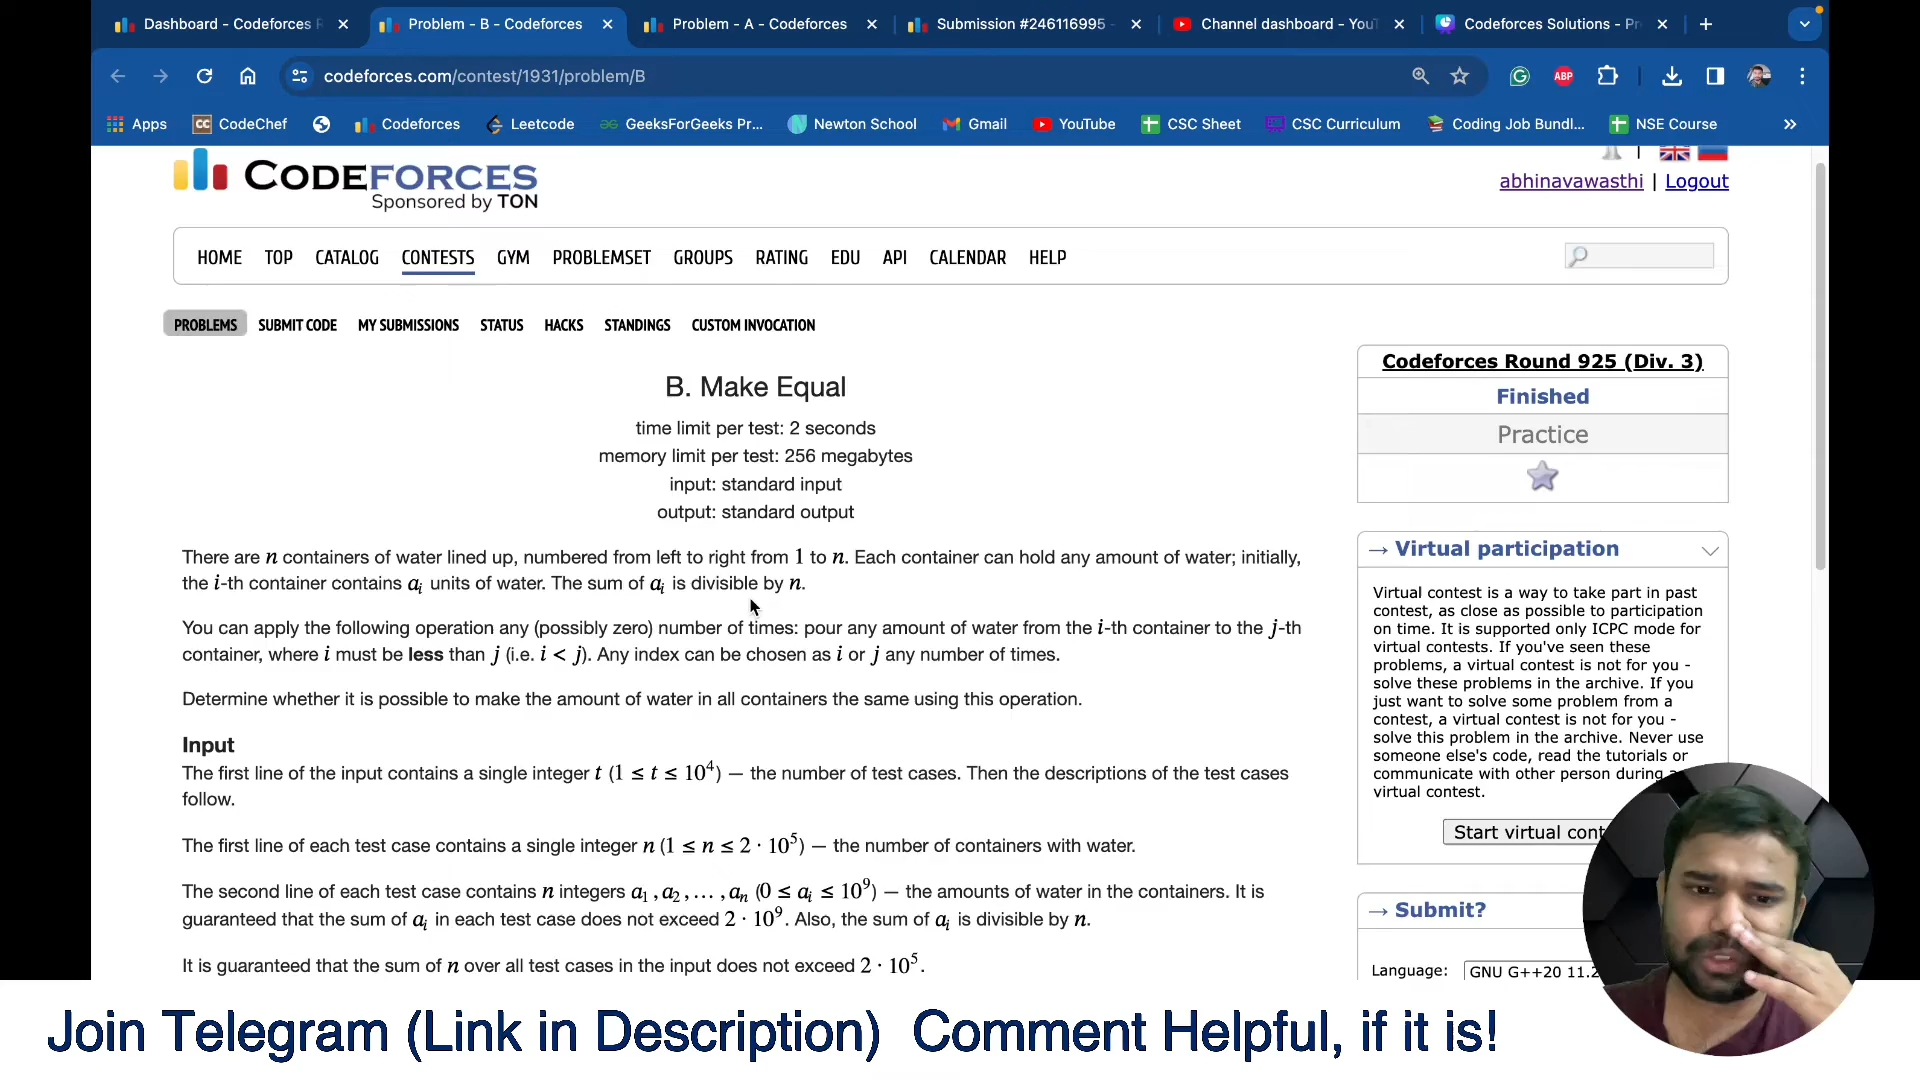 Dashboard - Codeforces R
Problem - B - Codeforces
Problem - A - Codeforces
Submission #246116995 -
Channel dashboard - YouT
Codeforces Solutions - Pr
codeforces.com/contest/1931/problem/B
ABP
Apps
CC CodeChef
Codeforces
Leetcode
GeeksForGeeks Pr...
Newton School
Gmail
YouTube
CSC Sheet
CSC Curriculum
Coding Job Bundl...
NSE Course
»
CODEFORCES
Sponsored by TON
|
abhinavawasthi | Logout
HOME TOP CATALOG CONTESTS GYM PROBLEMSET GROUPS RATING EDU API CALENDAR HELP
PROBLEMS SUBMIT CODE MY SUBMISSIONS STATUS HACKS STANDINGS CUSTOM INVOCATION
B. Make Equal
time limit per test: 2 seconds
memory limit per test: 256 megabytes
input: standard input
output: standard output
There are n containers of water lined up, numbered from left to right from 1 to n. Each container can hold any amount of water; initially,
the i-th container contains aᵢ units of water. The sum of aᵢ is divisible by n.
You can apply the following operation any (possibly zero) number of times: pour any amount of water from the i-th container to the j-th
container, where i must be less than j (i.e. i < j). Any index can be chosen as i or j any number of times.
Determine whether it is possible to make the amount of water in all containers the same using this operation.
Input
The first line of the input contains a single integer t (1 ≤ t ≤ 10⁴) — the number of test cases. Then the descriptions of the test cases
follow.
The first line of each test case contains a single integer n (1 ≤ n ≤ 2 · 10⁵) — the number of containers with water.
The second line of each test case contains n integers a₁, a₂, …, aₙ (0 ≤ aᵢ ≤ 10⁹) — the amounts of water in the containers. It is
guaranteed that the sum of aᵢ in each test case does not exceed 2 · 10⁹. Also, the sum of aᵢ is divisible by n.
It is guaranteed that the sum of n over all test cases in the input does not exceed 2 · 10⁵.
Codeforces Round 925 (Div. 3)
Finished
Practice
→ Virtual participation
Virtual contest is a way to take part in past
contest, as close as possible to participation
on time. It is supported only ICPC mode for
virtual contests. If you've seen these
problems, a virtual contest is not for you -
solve these problems in the archive. If you
just want to solve some problem from a
contest, a virtual contest is not for you -
solve this problem in the archive. Never use
someone else's code, read the tutorials or
communicate with other person during a
virtual contest.
Start virtual cont
→ Submit?
Language: GNU G++20 11.2
Join Telegram (Link in Description) Comment Helpful, if it is!